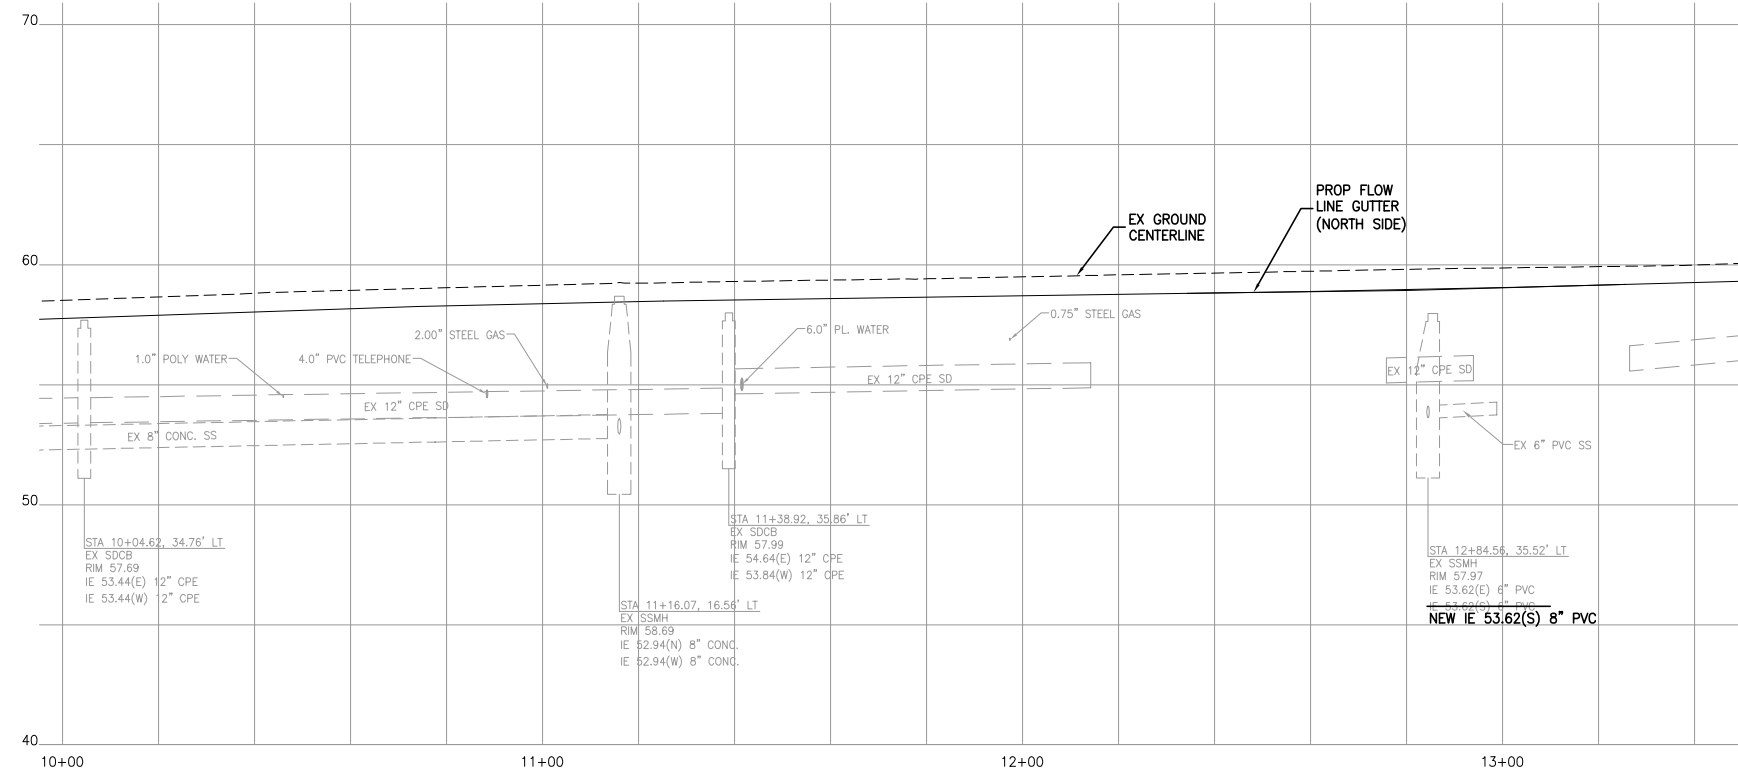 70
PROP FLOW
LINE GUTTER
(NORTH SIDE)
EX GROUND
CENTERLINE
60
0.75" STEEL GAS
6.0" PL. WATER
2.00" STEEL GAS
1.0" POLY WATER
4.0" PVC TELEPHONE
EX 12" CPE SD
EX 12" CPE SD
EX 12" CPE SD
EX 8" CONC. SS
EX 6" PVC SS
50
STA 10+04.62, 34.76' LT
EX SDCB
RIM 57.69
IE 53.44(E) 12" CPE
IE 53.44(W) 12" CPE
STA 11+16.07, 16.56' LT
EX SSMH
RIM 58.69
IE 52.94(N) 8" CONC.
IE 52.94(W) 8" CONC.
STA 11+38.92, 35.86' LT
EX SDCB
RIM 57.99
IE 54.64(E) 12" CPE
IE 53.84(W) 12" CPE
STA 12+84.56, 35.52' LT
EX SSMH
RIM 57.97
IE 53.62(E) 6" PVC
IE 53.62(S) 6" PVC
NEW IE 53.62(S) 8" PVC
40
10+00
11+00
12+00
13+00